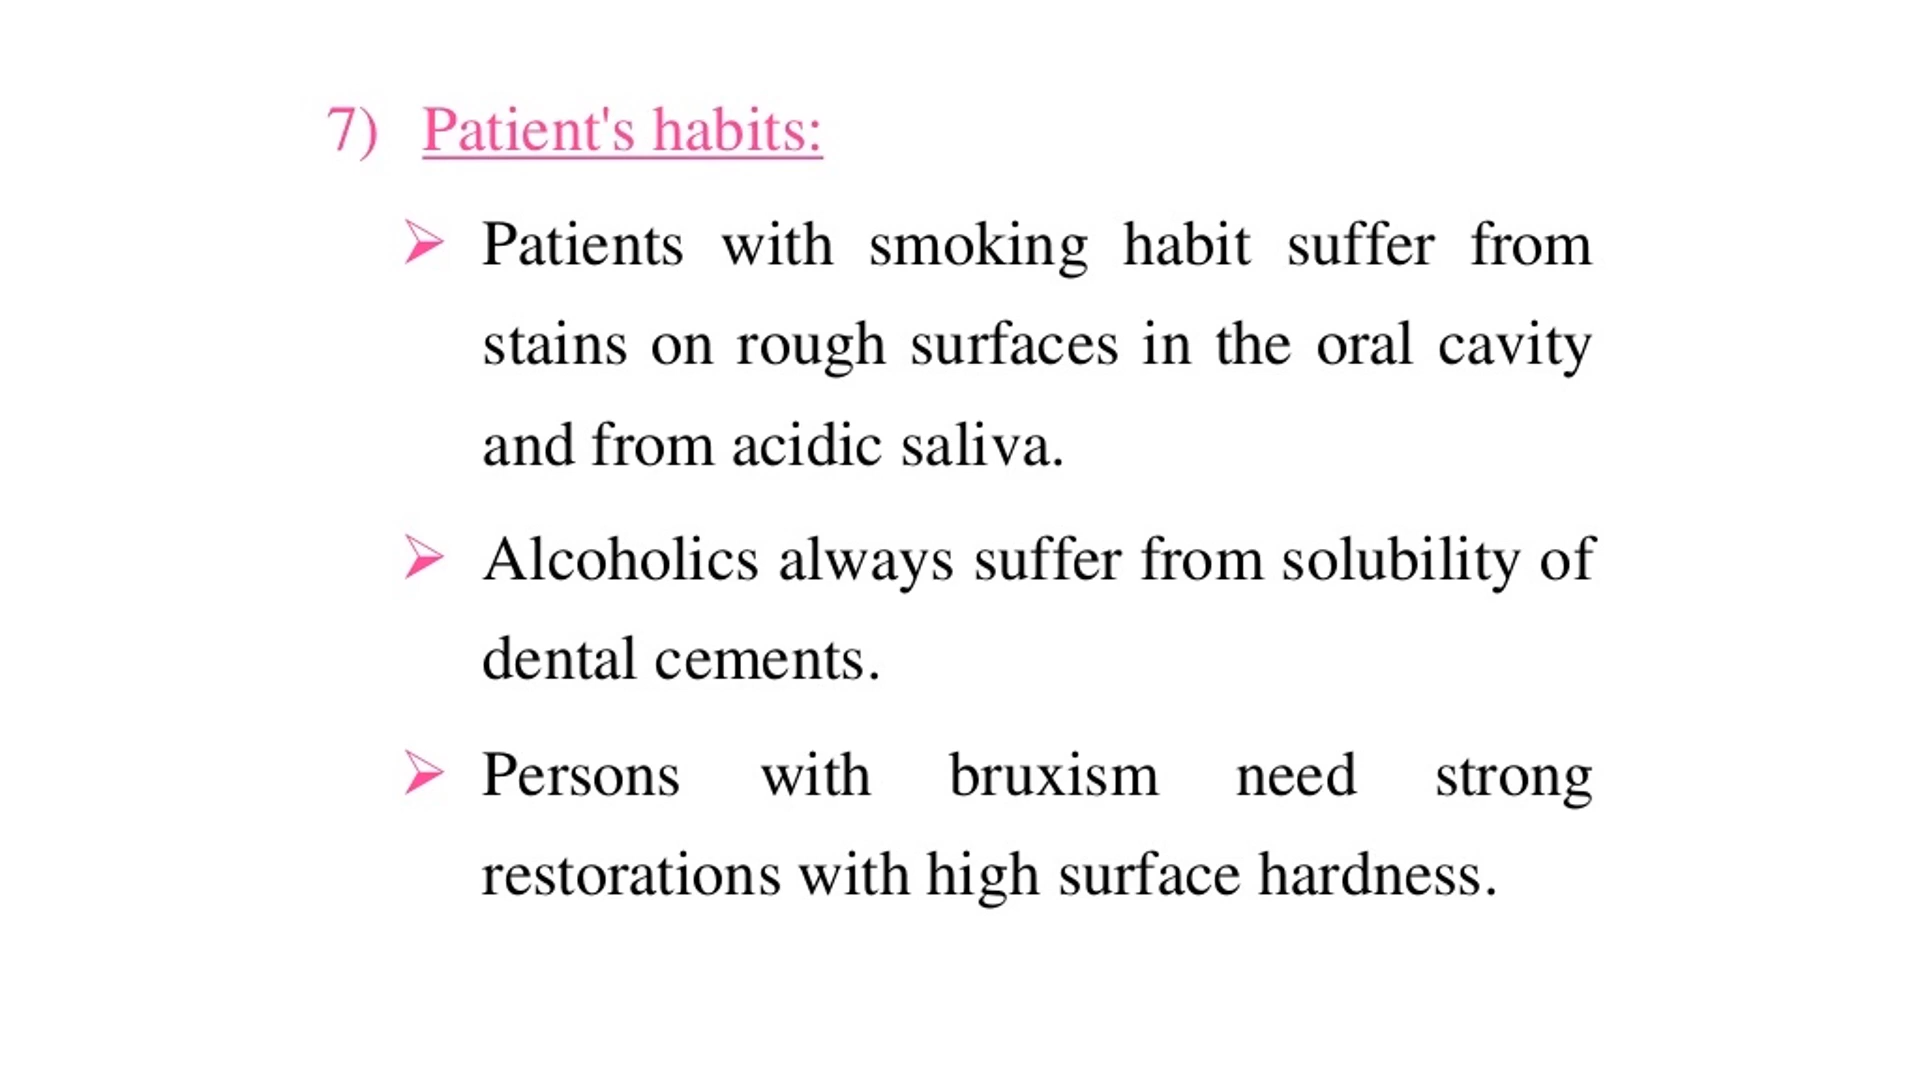 7) Patient's habits:
➢ Patients with smoking habit suffer from
stains on rough surfaces in the oral cavity
and from acidic saliva.
➢ Alcoholics always suffer from solubility of
dental cements.
➢ Persons with bruxism need strong
restorations with high surface hardness.